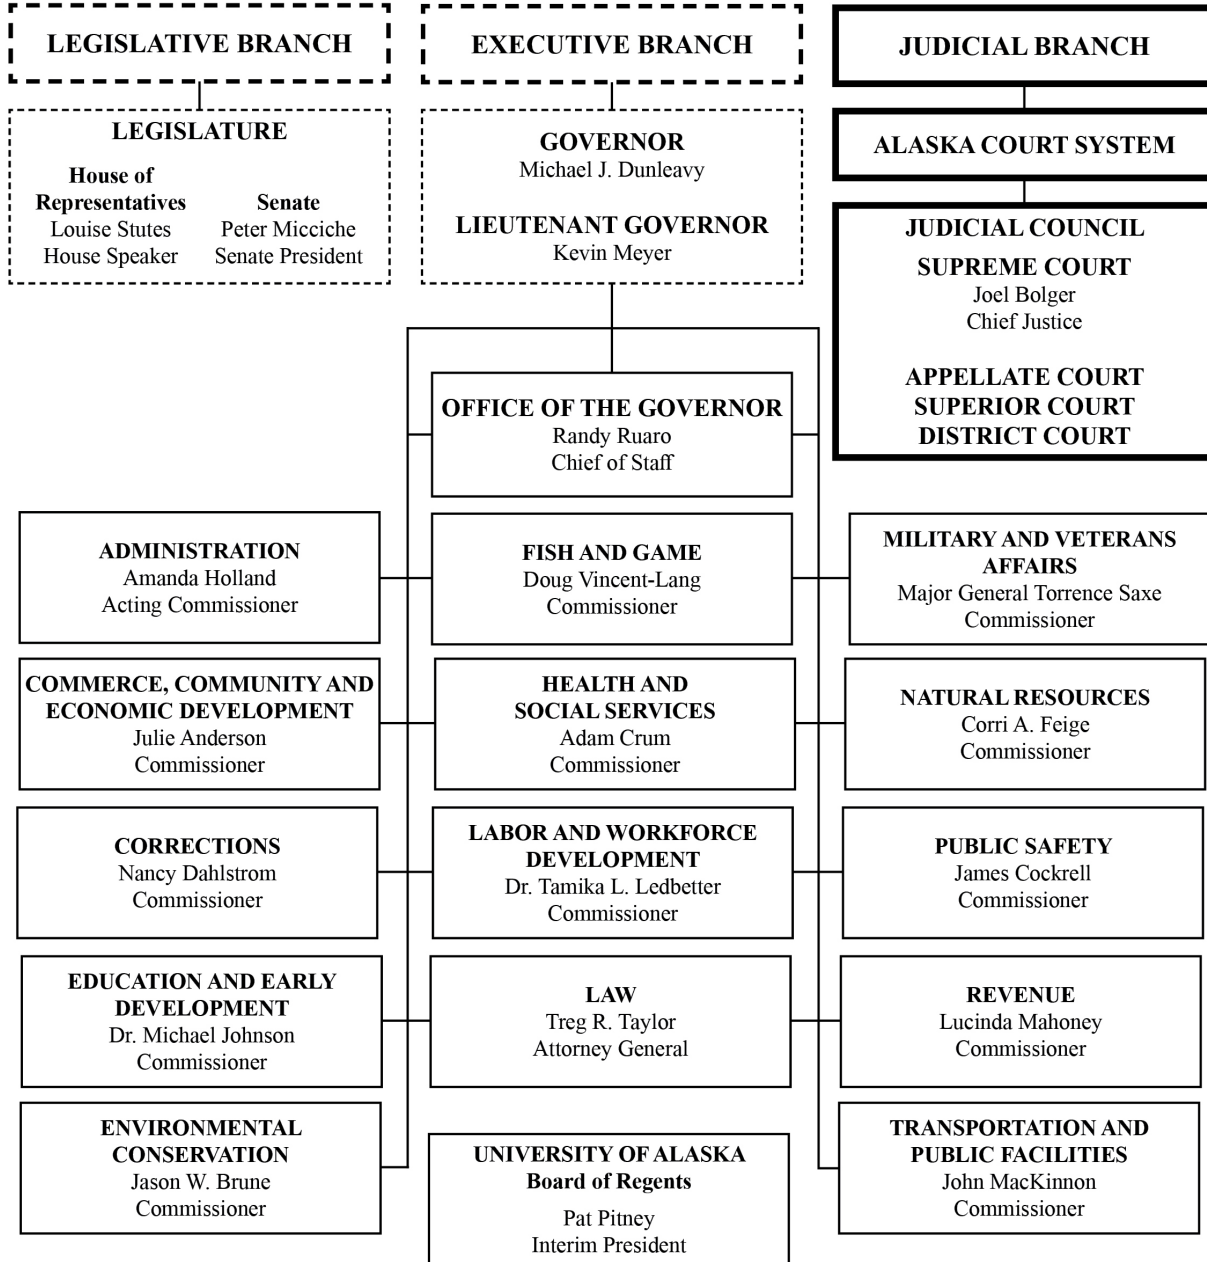 LEGISLATIVE BRANCH
LEGISLATURE
House of
Representatives
Louise Stutes
House Speaker
Senate
Peter Micciche
Senate President
EXECUTIVE BRANCH
GOVERNOR
Michael J. Dunleavy
LIEUTENANT GOVERNOR
Kevin Meyer
JUDICIAL BRANCH
ALASKA COURT SYSTEM
JUDICIAL COUNCIL
SUPREME COURT
Joel Bolger
Chief Justice
APPELLATE COURT
SUPERIOR COURT
DISTRICT COURT
OFFICE OF THE GOVERNOR
Randy Ruaro
Chief of Staff
ADMINISTRATION
Amanda Holland
Acting Commissioner
FISH AND GAME
Doug Vincent-Lang
Commissioner
MILITARY AND VETERANS
AFFAIRS
Major General Torrence Saxe
Commissioner
COMMERCE, COMMUNITY AND
ECONOMIC DEVELOPMENT
Julie Anderson
Commissioner
HEALTH AND
SOCIAL SERVICES
Adam Crum
Commissioner
NATURAL RESOURCES
Corri A. Feige
Commissioner
CORRECTIONS
Nancy Dahlstrom
Commissioner
LABOR AND WORKFORCE
DEVELOPMENT
Dr. Tamika L. Ledbetter
Commissioner
PUBLIC SAFETY
James Cockrell
Commissioner
EDUCATION AND EARLY
DEVELOPMENT
Dr. Michael Johnson
Commissioner
LAW
Treg R. Taylor
Attorney General
REVENUE
Lucinda Mahoney
Commissioner
ENVIRONMENTAL
CONSERVATION
Jason W. Brune
Commissioner
UNIVERSITY OF ALASKA
Board of Regents
Pat Pitney
Interim President
TRANSPORTATION AND
PUBLIC FACILITIES
John MacKinnon
Commissioner